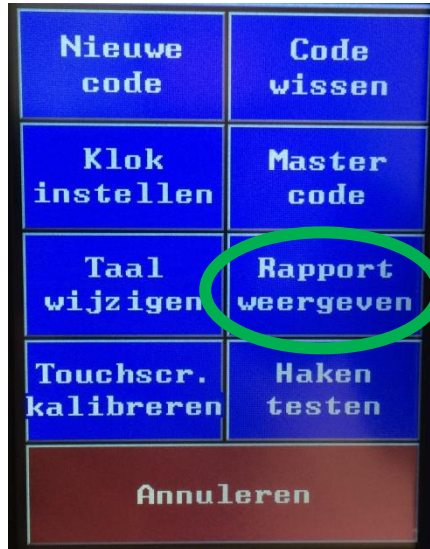 Nieuwe
code
Code
wissen
Klok
instellen
Master
code
Taal
wijzigen
Rapport
weergeven
Touchscr.
kalibreren
Haken
testen
Annuleren